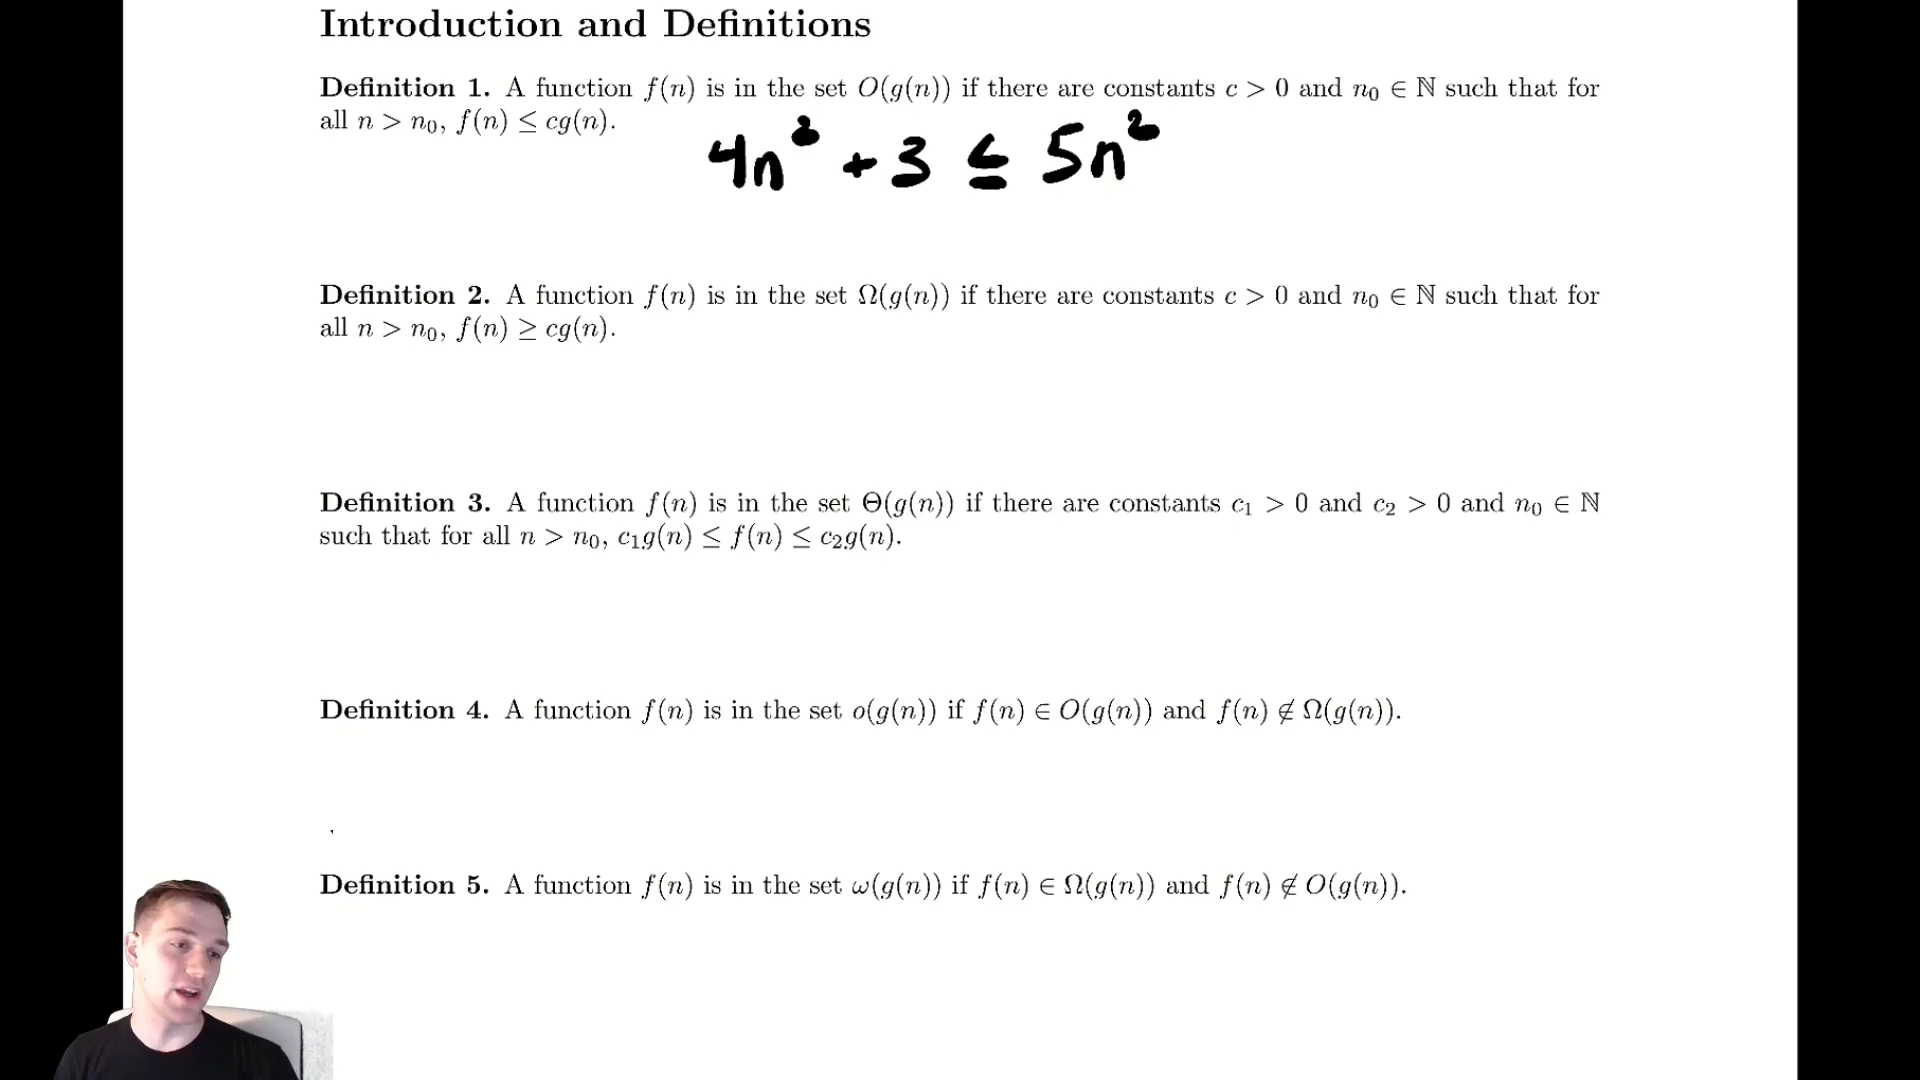 Introduction and Definitions
Definition 1. A function f(n) is in the set O(g(n)) if there are constants c > 0 and n₀ ∈ ℕ such that for
all n > n₀, f(n) ≤ cg(n).
4n² + 3 ≤ 5n²
Definition 2. A function f(n) is in the set Ω(g(n)) if there are constants c > 0 and n₀ ∈ ℕ such that for
all n > n₀, f(n) ≥ cg(n).
Definition 3. A function f(n) is in the set Θ(g(n)) if there are constants c₁ > 0 and c₂ > 0 and n₀ ∈ ℕ
such that for all n > n₀, c₁g(n) ≤ f(n) ≤ c₂g(n).
Definition 4. A function f(n) is in the set o(g(n)) if f(n) ∈ O(g(n)) and f(n) ∉ Ω(g(n)).
Definition 5. A function f(n) is in the set ω(g(n)) if f(n) ∈ Ω(g(n)) and f(n) ∉ O(g(n)).